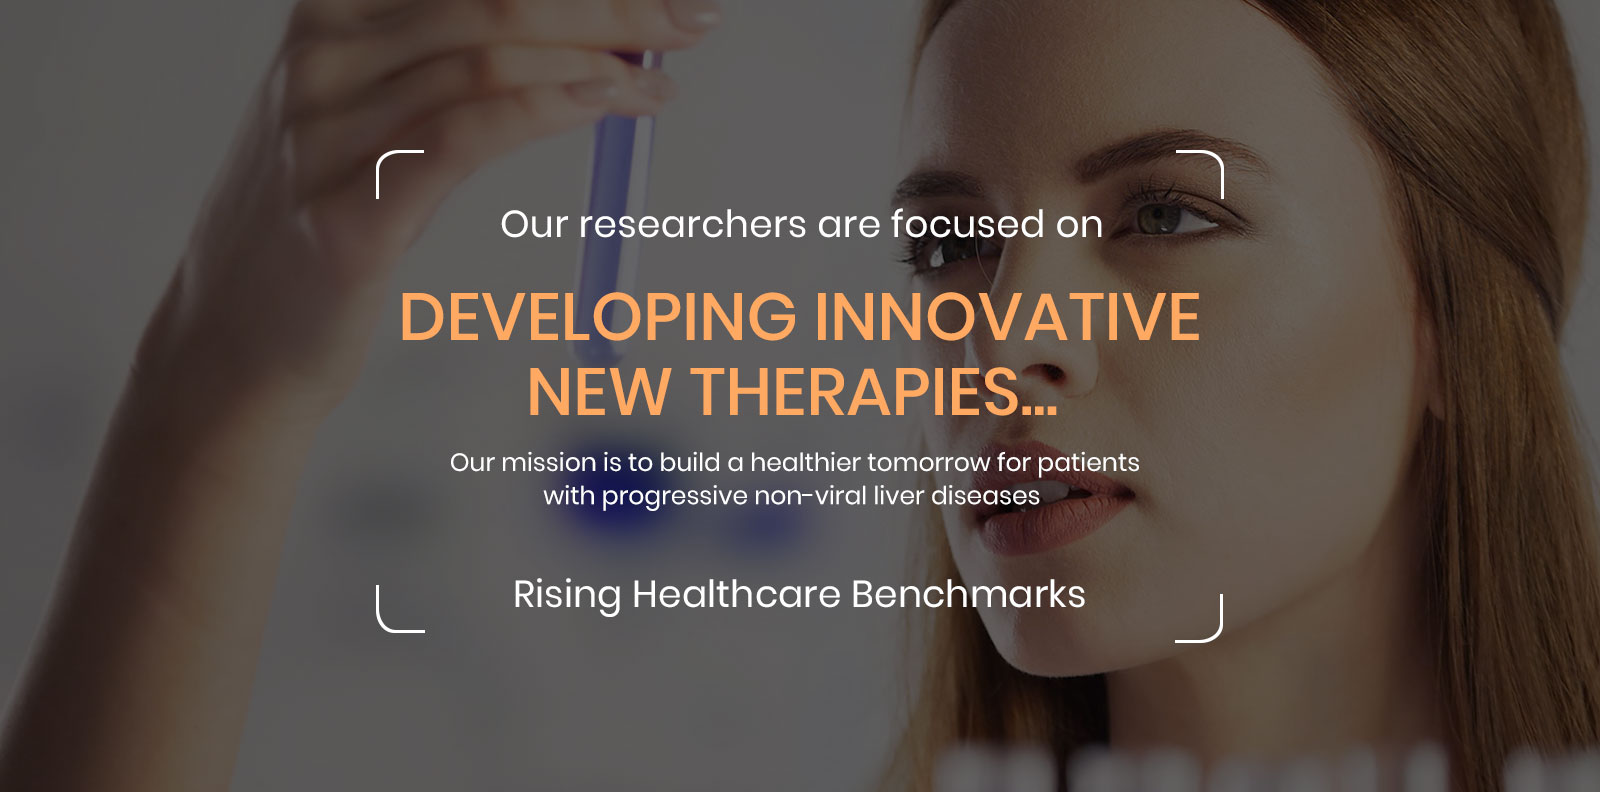 Our researchers are focused on
DEVELOPING INNOVATIVE
NEW THERAPIES...
Our mission is to build a healthier tomorrow for patients
with progressive non-viral liver diseases
Rising Healthcare Benchmarks